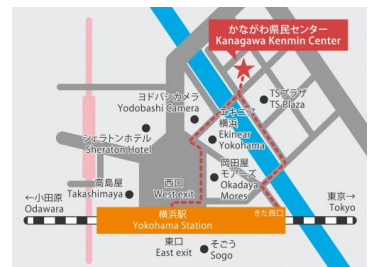 かながわ県民センター
Kanagawa Kenmin Center
ヨドバシカメラ
Yodobashi Camera
TSプラザ
TS Plaza
エキニア
横浜
Ekinear
Yokohama
シェラトンホテル
Sheraton Hotel
岡田屋
モアーズ
Okadaya
Mores
高島屋
Takashimaya
西口
West exit
←小田原
Odawara
東京→
Tokyo
横浜駅
Yokohama Station
きた西口
東口
East exit
そごう
Sogo